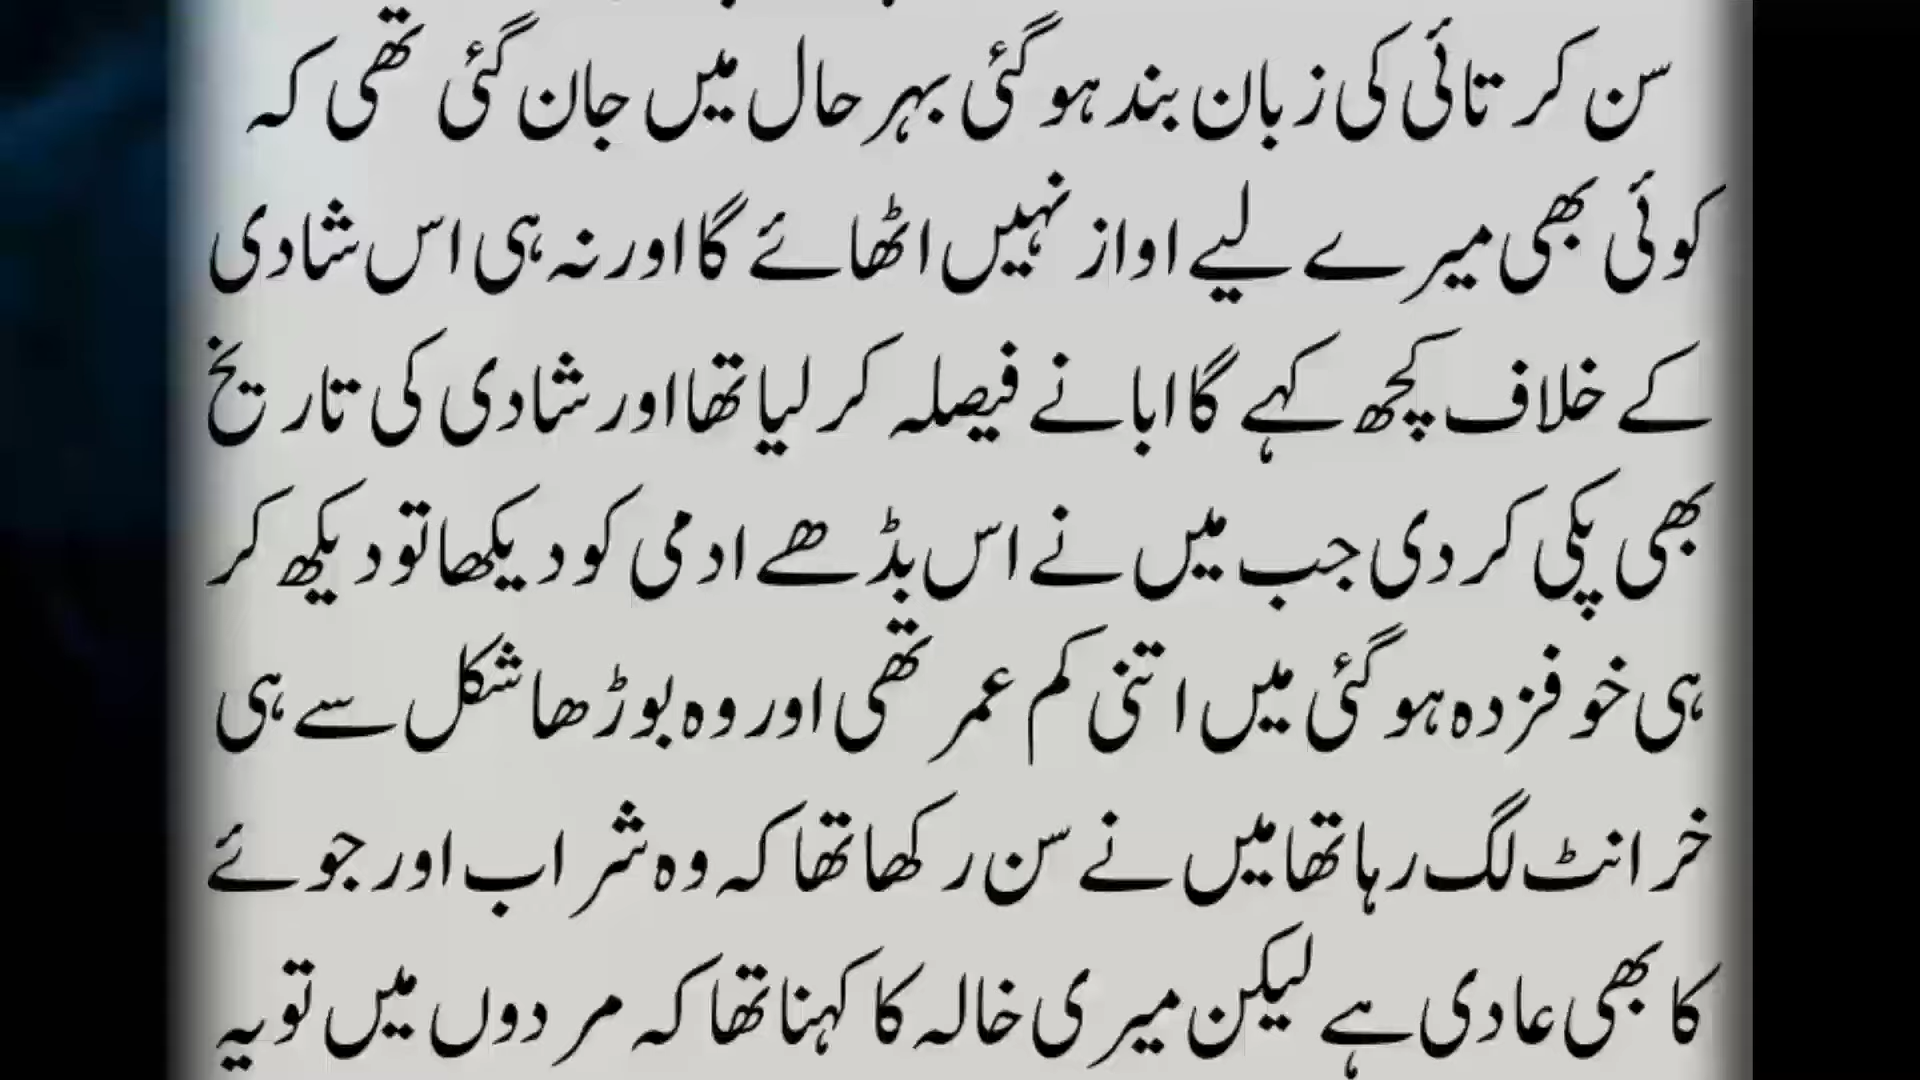 سن کر تائی کی زبان بند ہو گئی بہر حال میں جان گئی تھی کہ
کوئی بھی میرے لیے اواز نہیں اٹھائے گا اور نہ ہی اس شادی
کے خلاف کچھ کہے گا ابا نے فیصلہ کر لیا تھا اور شادی کی تاریخ
بھی پکی کر دی جب میں نے اس بڈھے ادمی کو دیکھا تو دیکھ کر
ہی خوفزدہ ہو گئی میں اتنی کم عمر تھی اور وہ بوڑھا شکل سے ہی
خرانٹ لگ رہا تھا میں نے سن رکھا تھا کہ وہ شراب اور جوئے
کا بھی عادی ہے لیکن میری خالہ کا کہنا تھا کہ مردوں میں تو یہ